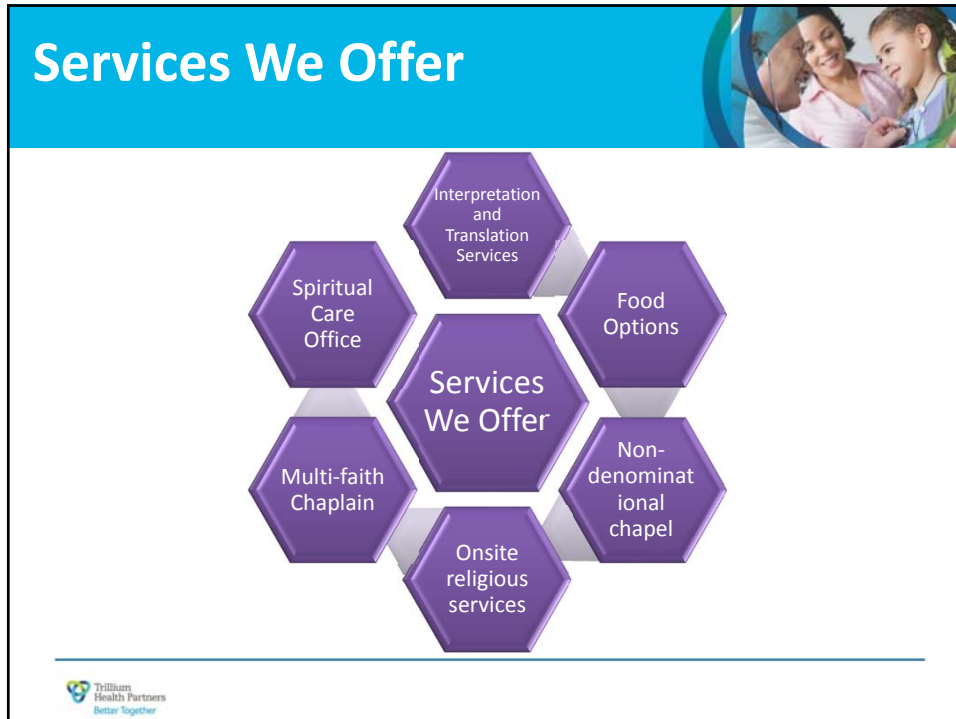 Services We Offer
Interpretation
and
Translation
Services
Food
Options
Non-
denominat
ional
chapel
Onsite
religious
services
Multi-faith
Chaplain
Spiritual
Care
Office
Services
We Offer
Trillium
Health Partners
Better Together